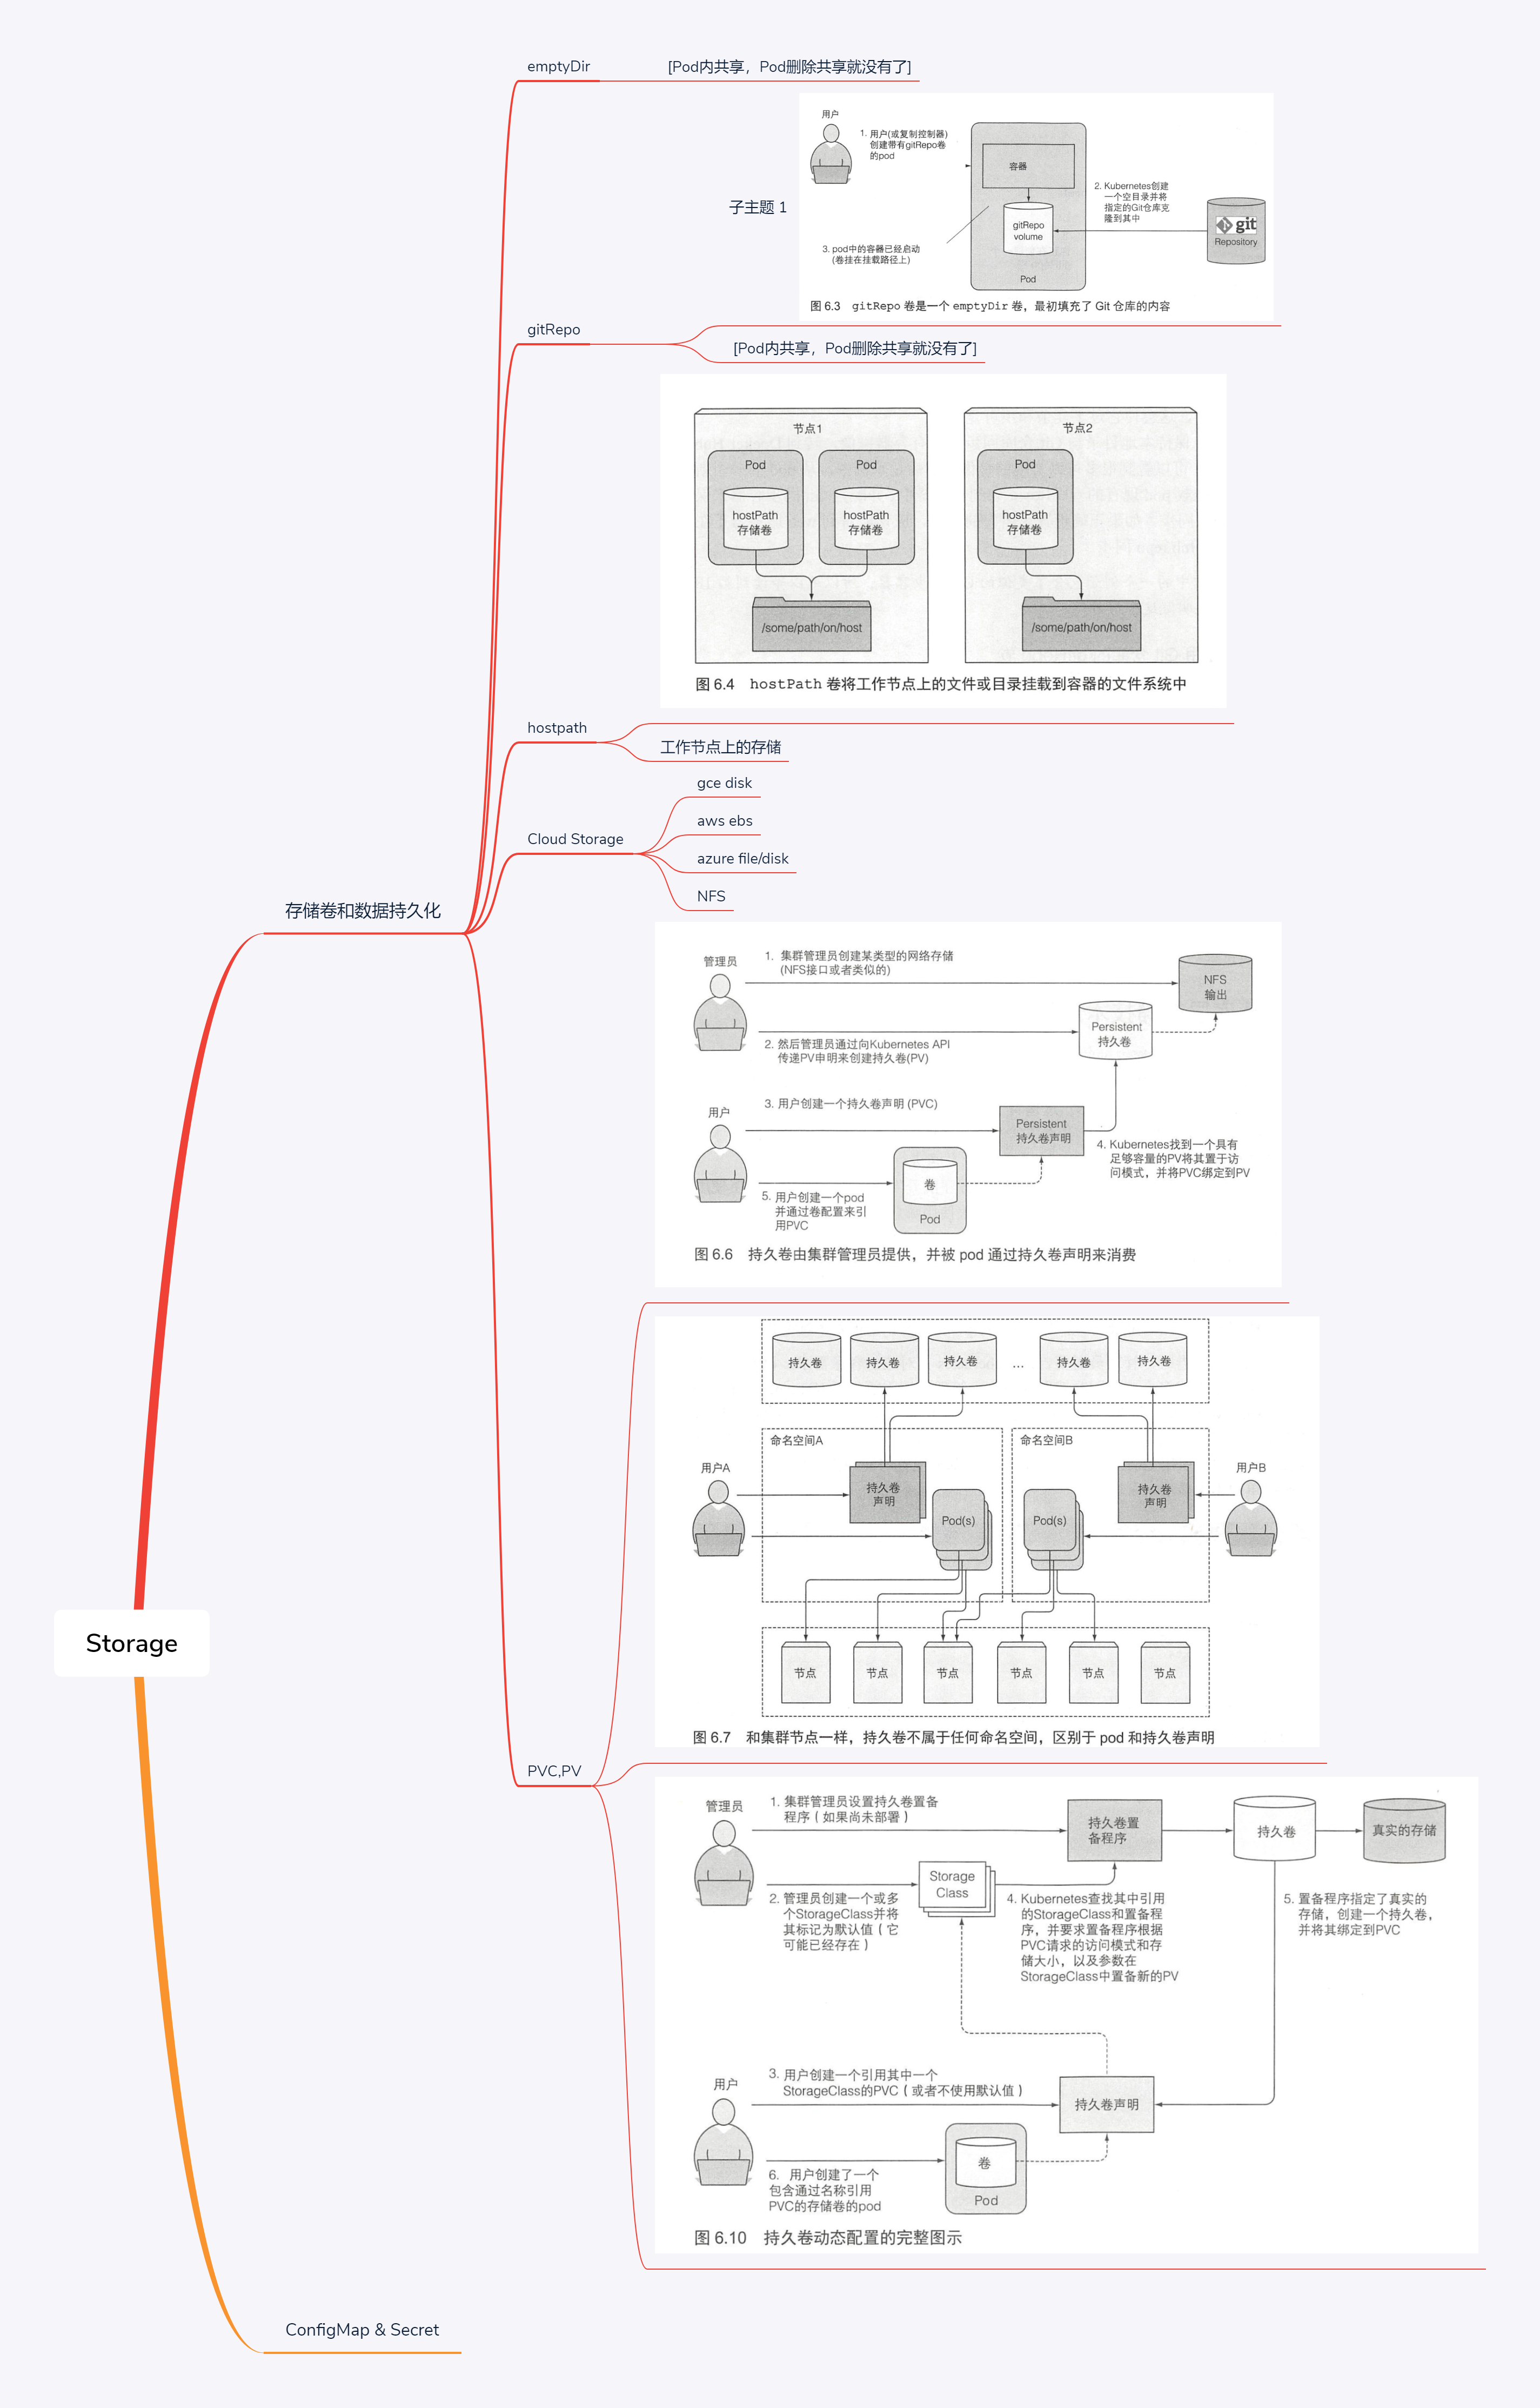 emptyDir
[Pod内共享，Pod删除共享就没有了]
用户
1. 用户(或复制控制器)
创建带有gitRepo卷
的pod
容器
2. Kubernetes创建
一个空目录并将
指定的Git仓库克
隆到其中
子主题 1
gitRepo
volume
git
Repository
3. pod中的容器已经启动
(卷挂在挂载路径上)
Pod
图 6.3 gitRepo 卷是一个 emptyDir 卷，最初填充了 Git 仓库的内容
gitRepo
[Pod内共享，Pod删除共享就没有了]
节点1
节点2
Pod
Pod
Pod
hostPath
存储卷
hostPath
存储卷
hostPath
存储卷
/some/path/on/host
/some/path/on/host
图 6.4 hostPath 卷将工作节点上的文件或目录挂载到容器的文件系统中
hostpath
工作节点上的存储
gce disk
aws ebs
Cloud Storage
azure file/disk
NFS
存储卷和数据持久化
管理员
1. 集群管理员创建某类型的网络存储
(NFS接口或者类似的)
NFS
输出
Persistent
持久卷
2. 然后管理员通过向Kubernetes API
传递PV申明来创建持久卷(PV)
用户
3. 用户创建一个持久卷声明 (PVC)
Persistent
持久卷声明
4. Kubernetes找到一个具有
足够容量的PV将其置于访
问模式，并将PVC绑定到PV
卷
Pod
5. 用户创建一个pod
并通过卷配置来引
用PVC
图 6.6 持久卷由集群管理员提供，并被 pod 通过持久卷声明来消费
持久卷
持久卷
持久卷
...
持久卷
持久卷
命名空间A
命名空间B
用户A
用户B
持久卷
声明
持久卷
声明
Pod(s)
Pod(s)
节点
节点
节点
节点
节点
节点
图 6.7 和集群节点一样，持久卷不属于任何命名空间，区别于 pod 和持久卷声明
Storage
PVC,PV
管理员
1. 集群管理员设置持久卷置备
程序（如果尚未部署）
持久卷置
备程序
持久卷
真实的存储
Storage
Class
2. 管理员创建一个或多
个StorageClass并将
其标记为默认值（它
可能已经存在）
4. Kubernetes查找其中引用
的StorageClass和置备程
序，并要求置备程序根据
PVC请求的访问模式和存
储大小，以及参数在
StorageClass中置备新的PV
5. 置备程序指定了真实的
存储，创建一个持久卷，
并将其绑定到PVC
用户
3. 用户创建一个引用其中一个
StorageClass的PVC（或者不使用默认值）
持久卷声明
卷
Pod
6. 用户创建了一个
包含通过名称引用
PVC的存储卷的pod
图 6.10 持久卷动态配置的完整图示
ConfigMap & Secret